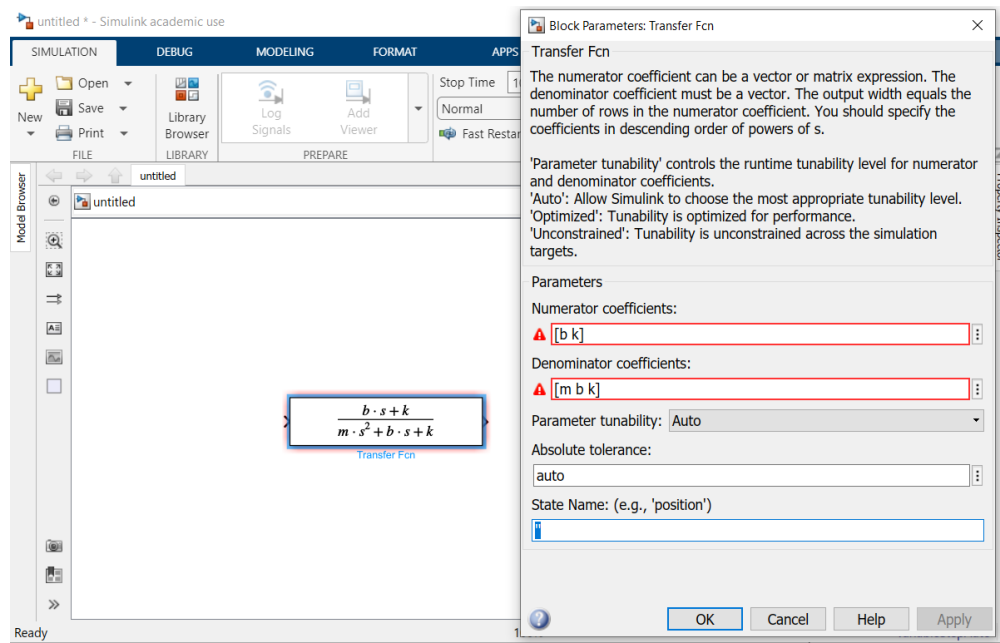 untitled * - Simulink academic use
SIMULATION DEBUG MODELING FORMAT APPS
New
Open
Save
Print
FILE
Library
Browser
LIBRARY
Log
Signals
Add
Viewer
PREPARE
Stop Time
Normal
Fast Restar
Model Browser
untitled
untitled
b · s + k
m · s² + b · s + k
Transfer Fcn
Ready
Block Parameters: Transfer Fcn
Transfer Fcn
The numerator coefficient can be a vector or matrix expression. The
denominator coefficient must be a vector. The output width equals the
number of rows in the numerator coefficient. You should specify the
coefficients in descending order of powers of s.
'Parameter tunability' controls the runtime tunability level for numerator
and denominator coefficients.
'Auto': Allow Simulink to choose the most appropriate tunability level.
'Optimized': Tunability is optimized for performance.
'Unconstrained': Tunability is unconstrained across the simulation
targets.
Parameters
Numerator coefficients:
[b k]
Denominator coefficients:
[m b k]
Parameter tunability: Auto
Absolute tolerance:
auto
State Name: (e.g., 'position')
''
OK Cancel Help Apply